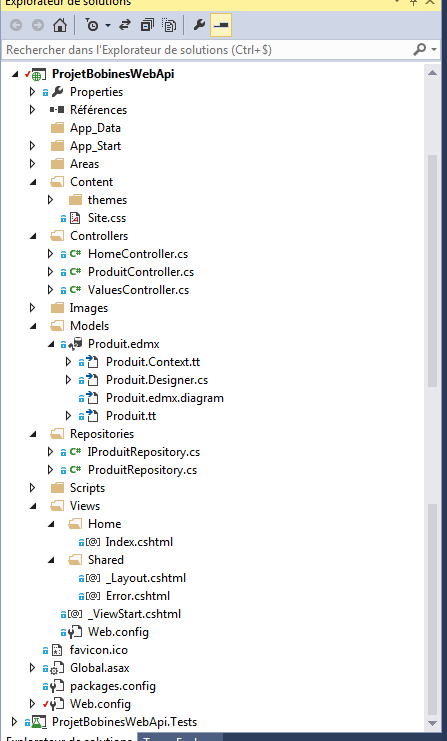 Explorateur de solutions
Rechercher dans l'Explorateur de solutions (Ctrl+$)
ProjetBobinesWebApi
Properties
Références
App_Data
App_Start
Areas
Content
themes
Site.css
Controllers
C# HomeController.cs
C# ProduitController.cs
C# ValuesController.cs
Images
Models
Produit.edmx
Produit.Context.tt
Produit.Designer.cs
Produit.edmx.diagram
Produit.tt
Repositories
C# IProduitRepository.cs
C# ProduitRepository.cs
Scripts
Views
Home
[@] Index.cshtml
Shared
[@] _Layout.cshtml
[@] Error.cshtml
[@] _ViewStart.cshtml
Web.config
favicon.ico
Global.asax
packages.config
Web.config
ProjetBobinesWebApi.Tests
Explorateur de solutions